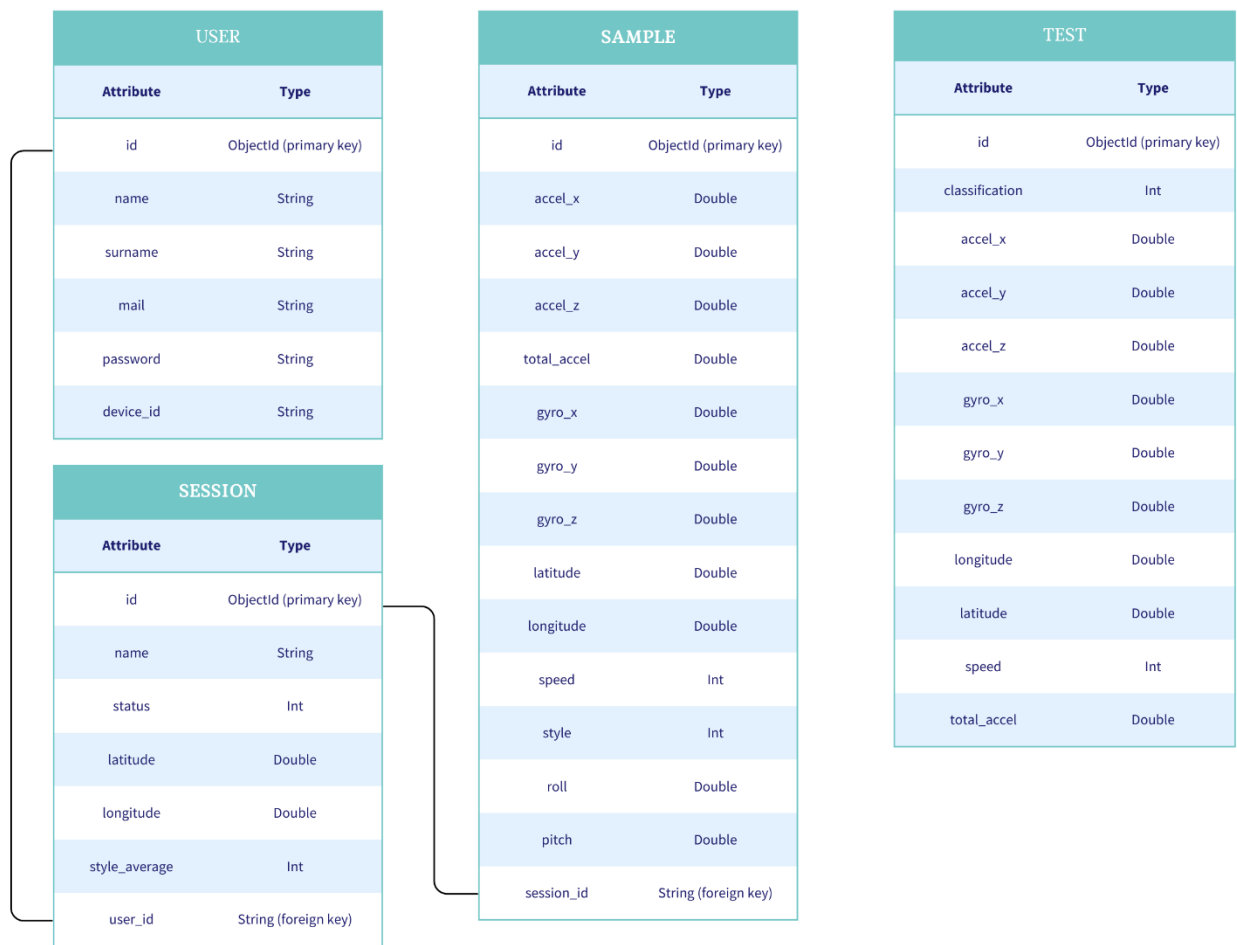 USER
Attribute Type
id ObjectId (primary key)
name String
surname String
mail String
password String
device_id String
SESSION
Attribute Type
id ObjectId (primary key)
name String
status Int
latitude Double
longitude Double
style_average Int
user_id String (foreign key)
SAMPLE
Attribute Type
id ObjectId (primary key)
accel_x Double
accel_y Double
accel_z Double
total_accel Double
gyro_x Double
gyro_y Double
gyro_z Double
latitude Double
longitude Double
speed Int
style Int
roll Double
pitch Double
session_id String (foreign key)
TEST
Attribute Type
id ObjectId (primary key)
classification Int
accel_x Double
accel_y Double
accel_z Double
gyro_x Double
gyro_y Double
gyro_z Double
longitude Double
latitude Double
speed Int
total_accel Double